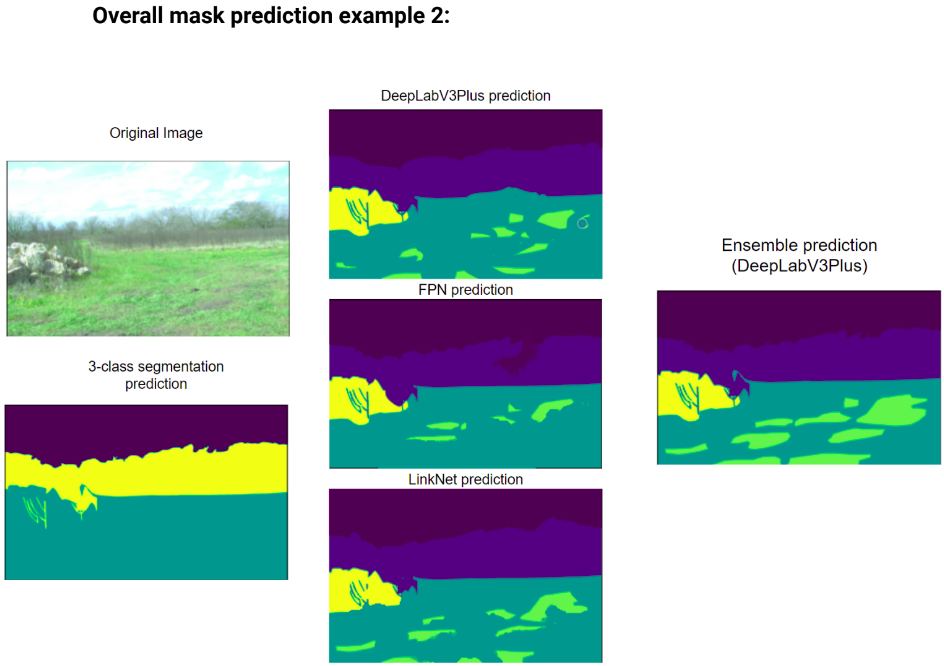 Overall mask prediction example 2:
DeepLabV3Plus prediction
Original Image
FPN prediction
Ensemble prediction
(DeepLabV3Plus)
3-class segmentation
prediction
LinkNet prediction